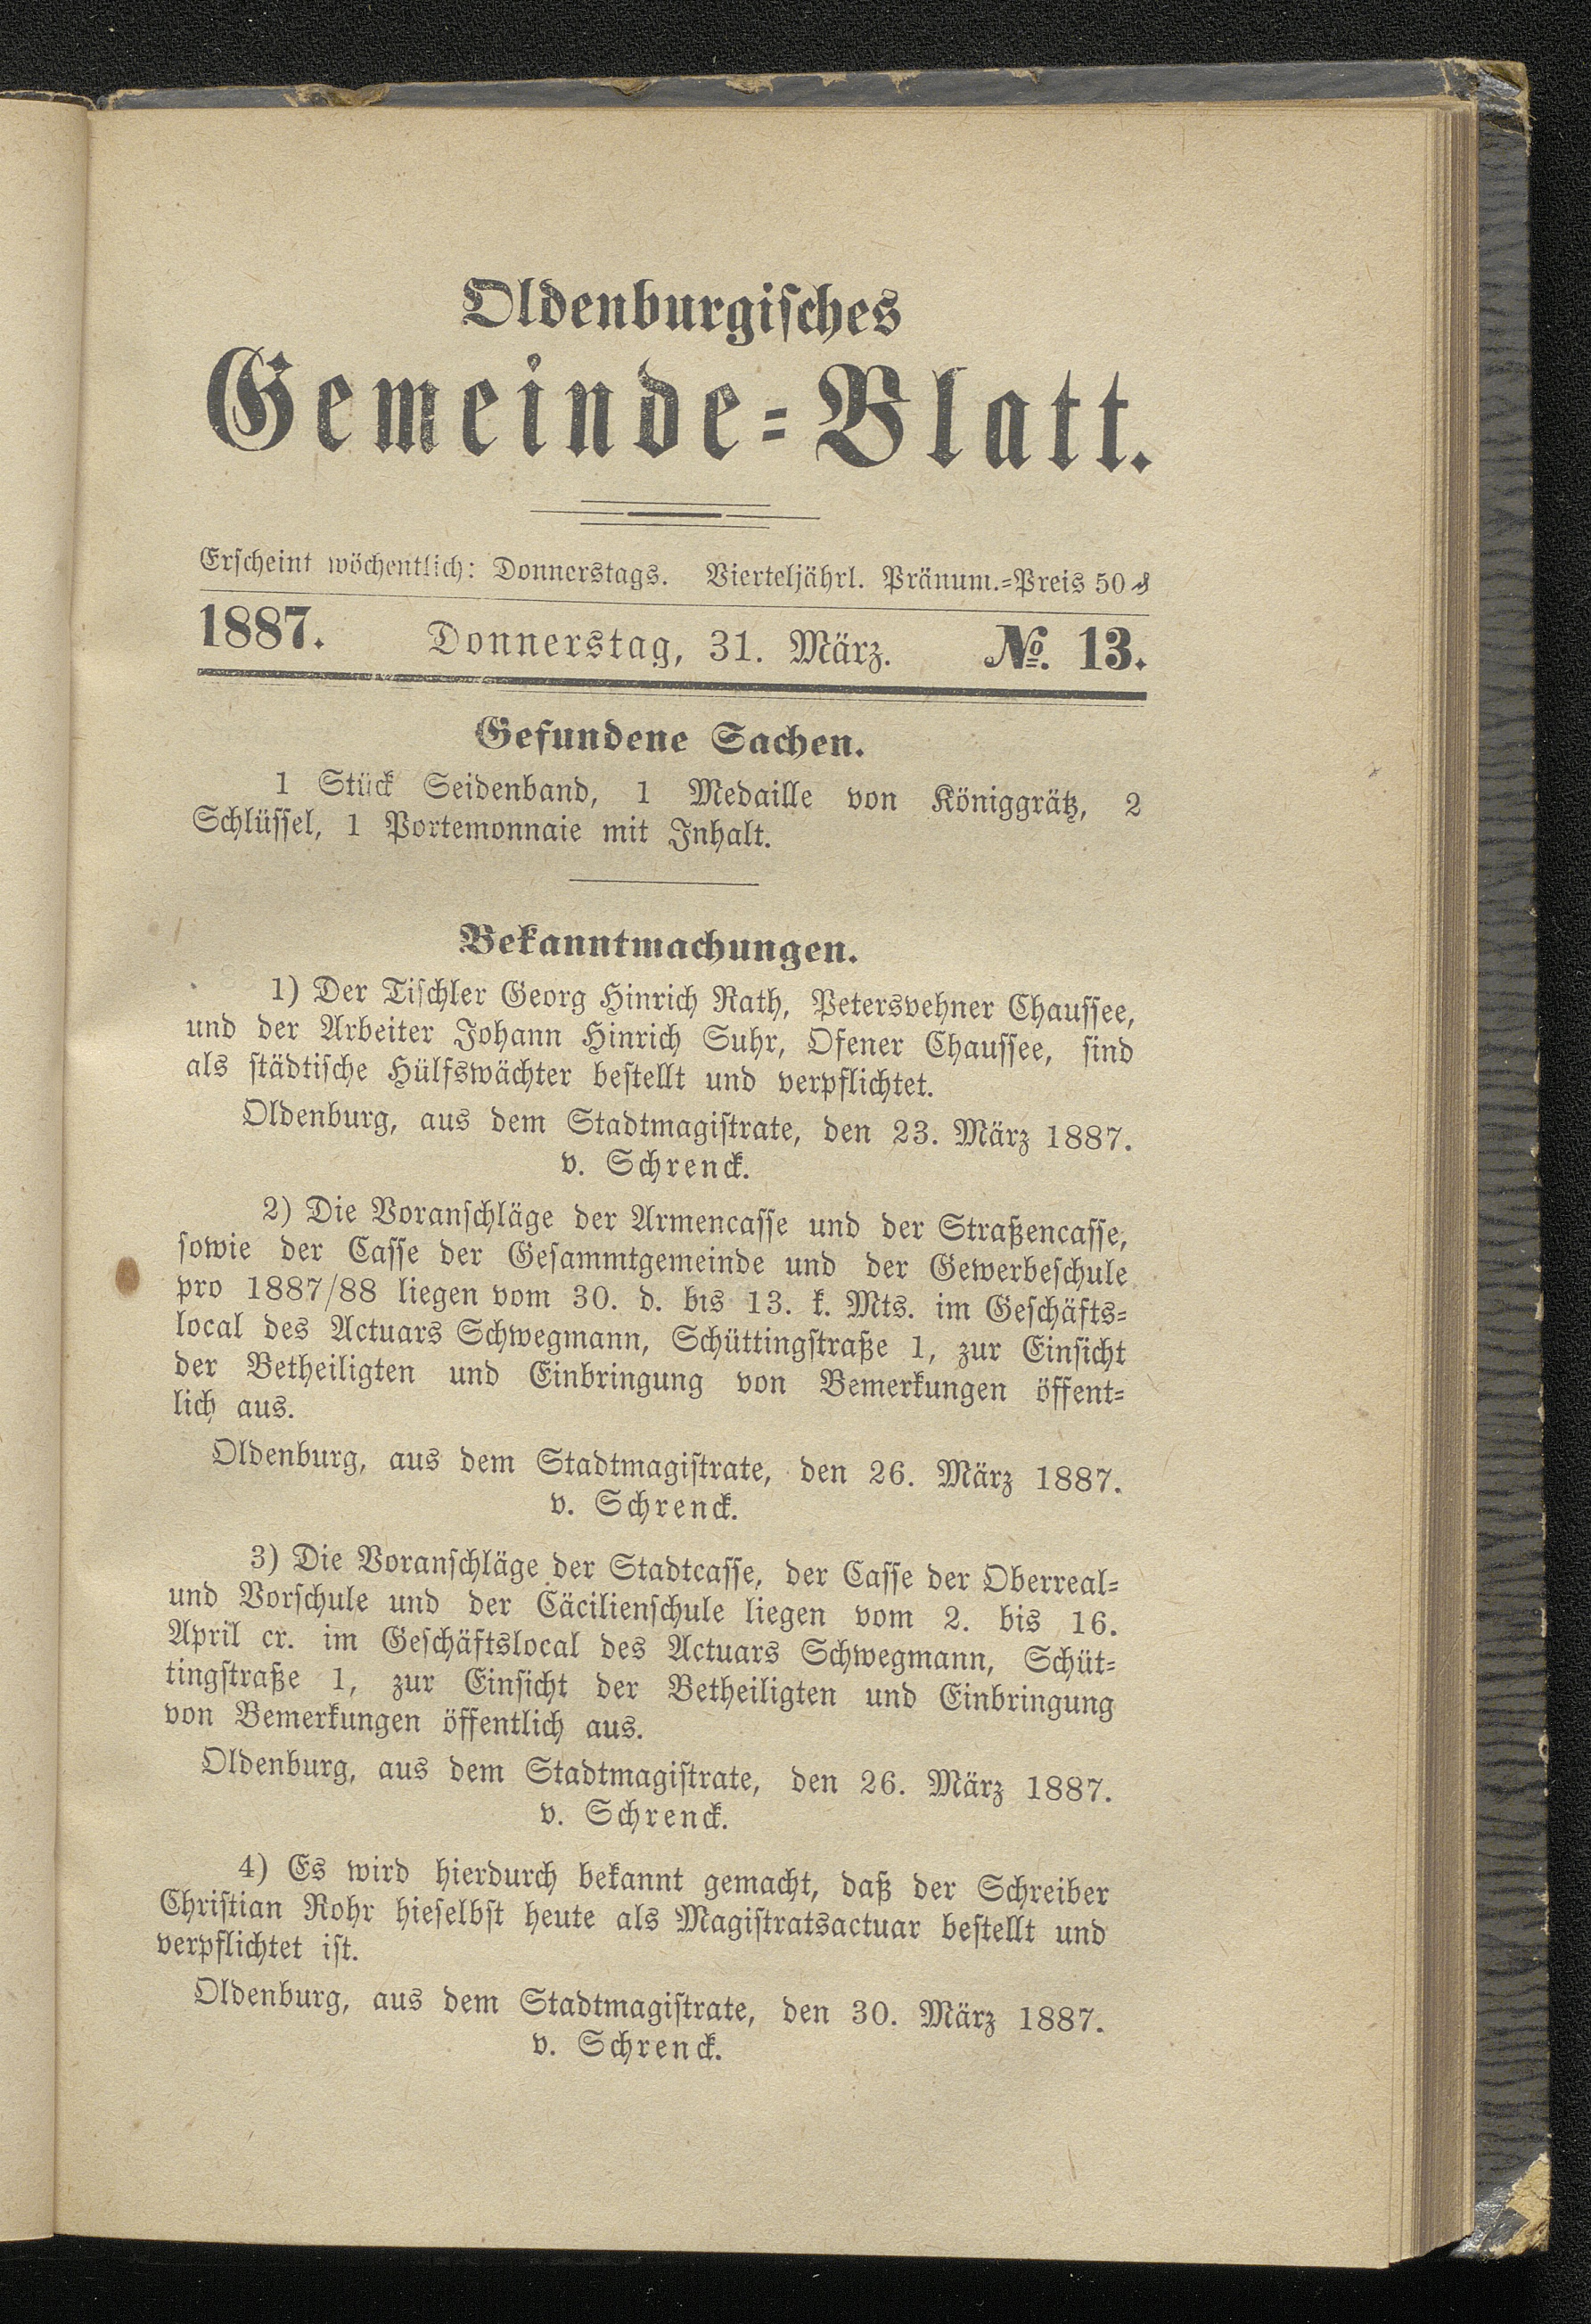 Oldenburgisches
Gemeinde-Blatt.
Erscheint wöchentlich: Donnerstags. Vierteljährl. Pränum.-Preis 50 ₰
1887. Donnerstag, 31. März. №. 13.
Gefundene Sachen.
1 Stück Seidenband, 1 Medaille von Königgrätz, 2
Schlüssel, 1 Portemonnaie mit Inhalt.
Bekanntmachungen.
1) Der Tischler Georg Hinrich Rath, Petersvehner Chaussee,
und der Arbeiter Johann Hinrich Suhr, Ofener Chaussee, sind
als städtische Hülfswächter bestellt und verpflichtet.
Oldenburg, aus dem Stadtmagistrate, den 23. März 1887.
v. Schrenck.
2) Die Voranschläge der Armencasse und der Straßencasse,
sowie der Casse der Gesammtgemeinde und der Gewerbeschule
pro 1887/88 liegen vom 30. d. bis 13. k. Mts. im Geschäfts-
local des Actuars Schwegmann, Schüttingstraße 1, zur Einsicht
der Betheiligten und Einbringung von Bemerkungen öffent-
lich aus.
Oldenburg, aus dem Stadtmagistrate, den 26. März 1887.
v. Schrenck.
3) Die Voranschläge der Stadtcasse, der Casse der Oberreal-
und Vorschule und der Cäcilienschule liegen vom 2. bis 16.
April cr. im Geschäftslocal des Actuars Schwegmann, Schüt-
tingstraße 1, zur Einsicht der Betheiligten und Einbringung
von Bemerkungen öffentlich aus.
Oldenburg, aus dem Stadtmagistrate, den 26. März 1887.
v. Schrenck.
4) Es wird hierdurch bekannt gemacht, daß der Schreiber
Christian Rohr hieselbst heute als Magistratsactuar bestellt und
verpflichtet ist.
Oldenburg, aus dem Stadtmagistrate, den 30. März 1887.
v. Schrenck.